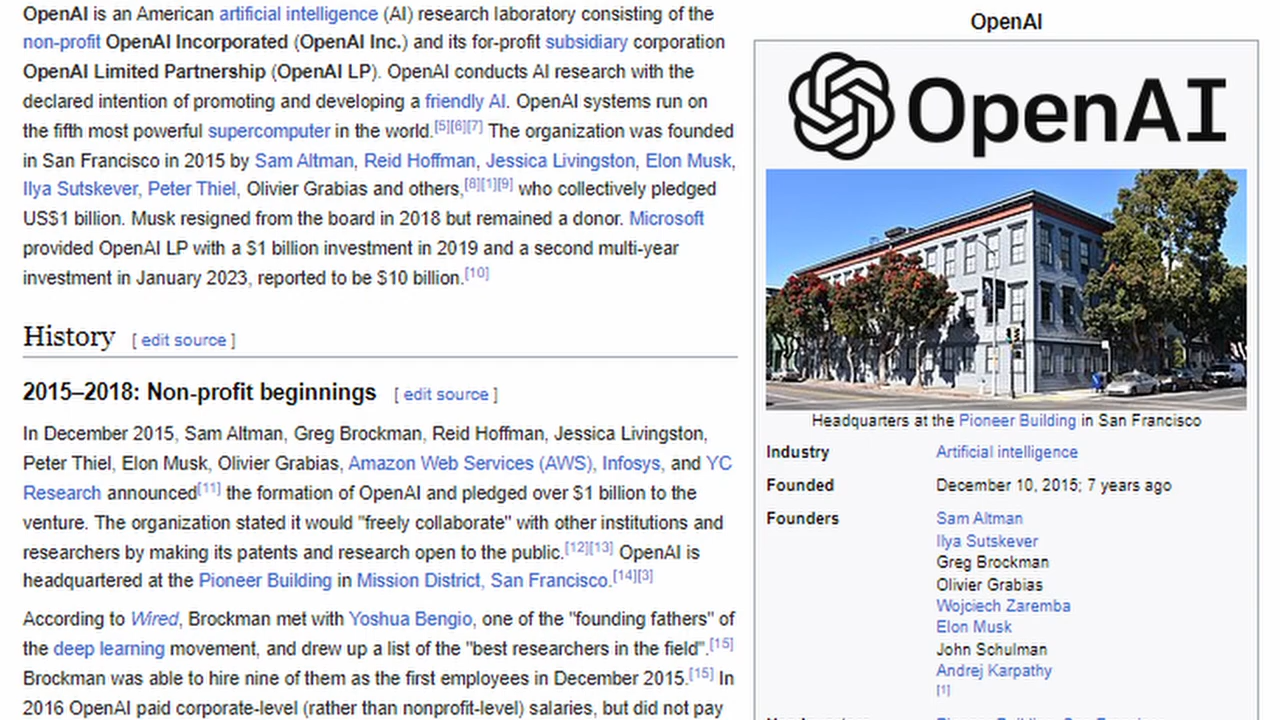 OpenAI is an American artificial intelligence (AI) research laboratory consisting of the
non-profit OpenAI Incorporated (OpenAI Inc.) and its for-profit subsidiary corporation
OpenAI Limited Partnership (OpenAI LP). OpenAI conducts AI research with the
declared intention of promoting and developing a friendly AI. OpenAI systems run on
the fifth most powerful supercomputer in the world.[5][6][7] The organization was founded
in San Francisco in 2015 by Sam Altman, Reid Hoffman, Jessica Livingston, Elon Musk,
Ilya Sutskever, Peter Thiel, Olivier Grabias and others,[8][1][9] who collectively pledged
US$1 billion. Musk resigned from the board in 2018 but remained a donor. Microsoft
provided OpenAI LP with a $1 billion investment in 2019 and a second multi-year
investment in January 2023, reported to be $10 billion.[10]
History [ edit source ]
2015–2018: Non-profit beginnings [ edit source ]
In December 2015, Sam Altman, Greg Brockman, Reid Hoffman, Jessica Livingston,
Peter Thiel, Elon Musk, Olivier Grabias, Amazon Web Services (AWS), Infosys, and YC
Research announced[11] the formation of OpenAI and pledged over $1 billion to the
venture. The organization stated it would "freely collaborate" with other institutions and
researchers by making its patents and research open to the public.[12][13] OpenAI is
headquartered at the Pioneer Building in Mission District, San Francisco.[14][3]
According to Wired, Brockman met with Yoshua Bengio, one of the "founding fathers" of
the deep learning movement, and drew up a list of the "best researchers in the field".[15]
Brockman was able to hire nine of them as the first employees in December 2015.[15] In
2016 OpenAI paid corporate-level (rather than nonprofit-level) salaries, but did not pay
OpenAI
OpenAI
Headquarters at the Pioneer Building in San Francisco
Industry Artificial intelligence
Founded December 10, 2015; 7 years ago
Founders Sam Altman
Ilya Sutskever
Greg Brockman
Olivier Grabias
Wojciech Zaremba
Elon Musk
John Schulman
Andrej Karpathy
[1]